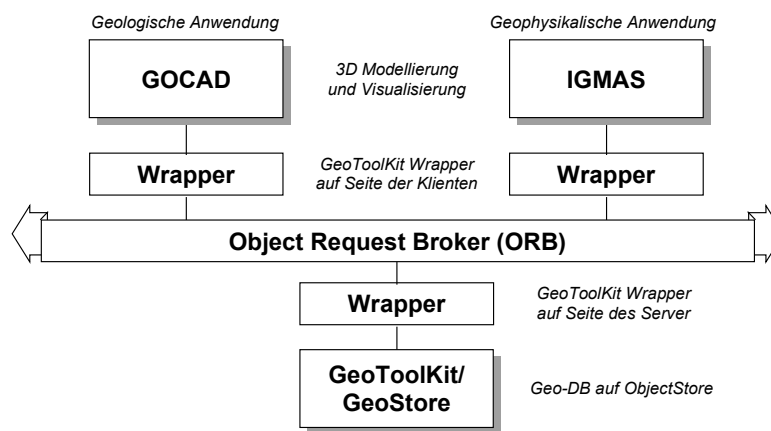 Geologische Anwendung
Geophysikalische Anwendung
GOCAD
3D Modellierung
und Visualisierung
IGMAS
Wrapper
GeoToolKit Wrapper
auf Seite der Klienten
Wrapper
Object Request Broker (ORB)
Wrapper
GeoToolKit Wrapper
auf Seite des Server
GeoToolKit/
GeoStore
Geo-DB auf ObjectStore